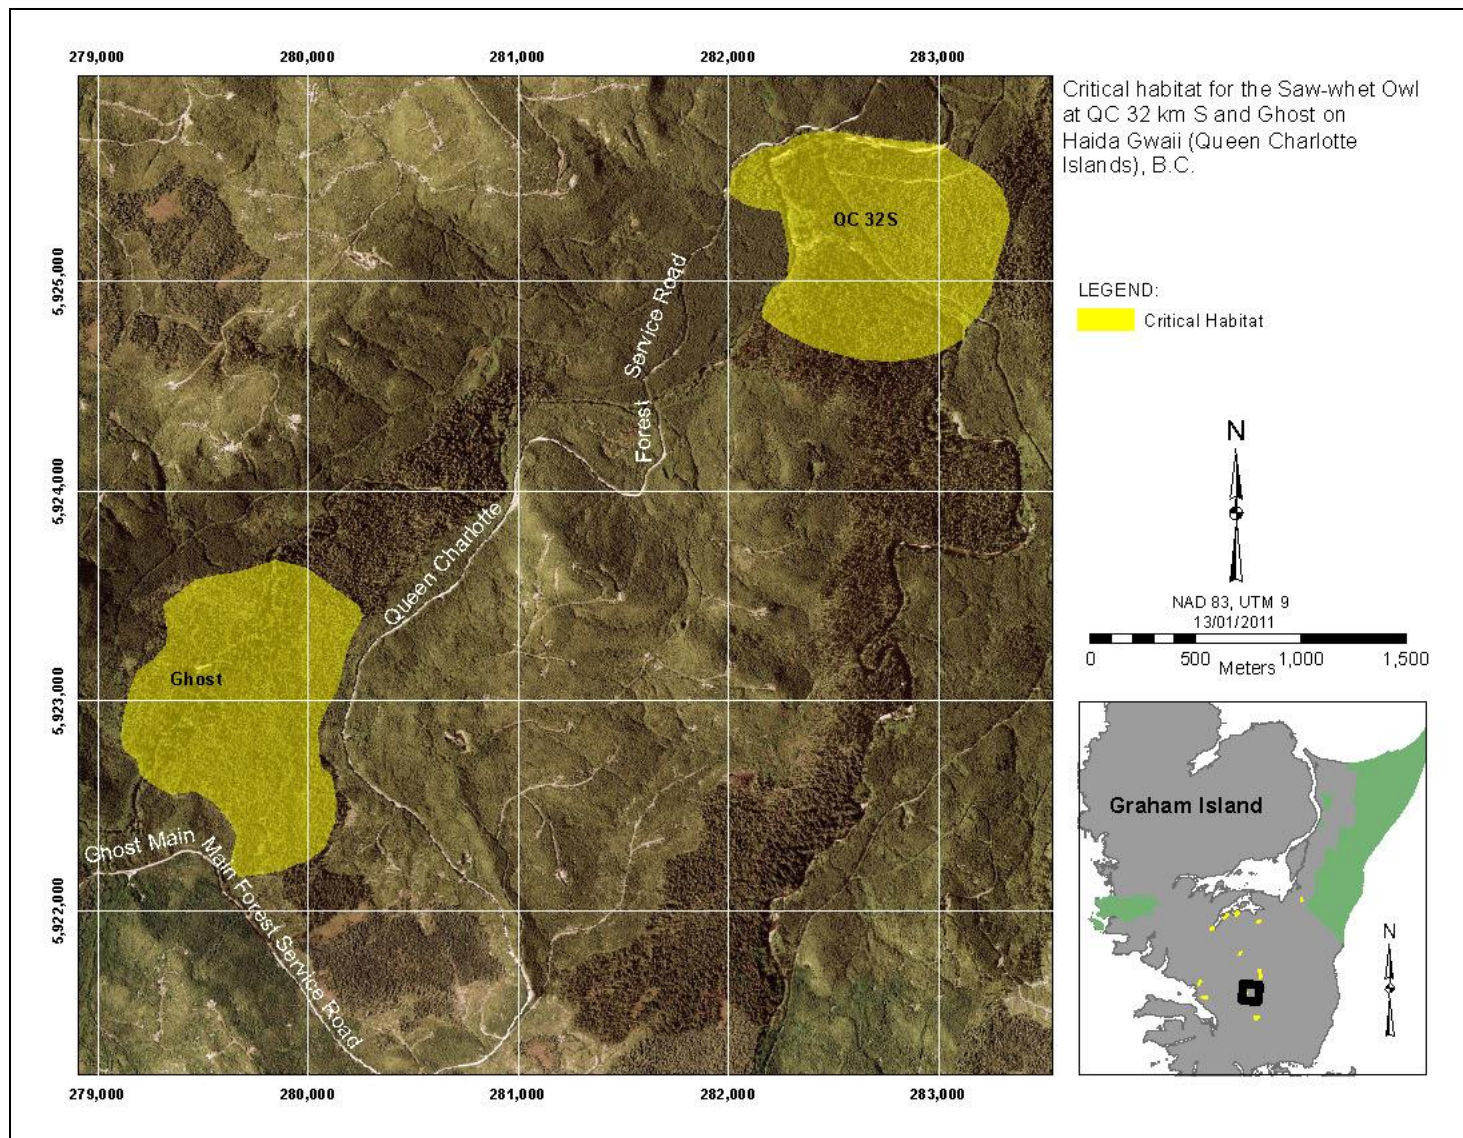 279,000 280,000 281,000 282,000 283,000
Critical habitat for the Saw-whet Owl
at QC 32 km S and Ghost on
Haida Gwaii (Queen Charlotte
Islands), B.C.
QC 32S
5,925,000
Service Road
Forest
LEGEND:
Critical Habitat
N
5,924,000
Queen Charlotte
NAD 83, UTM 9
13/01/2011
0 500 1,000 1,500
Meters
Ghost
5,923,000
Graham Island
Ghost Main
Main Forest Service Road
5,922,000
N
279,000 280,000 281,000 282,000 283,000